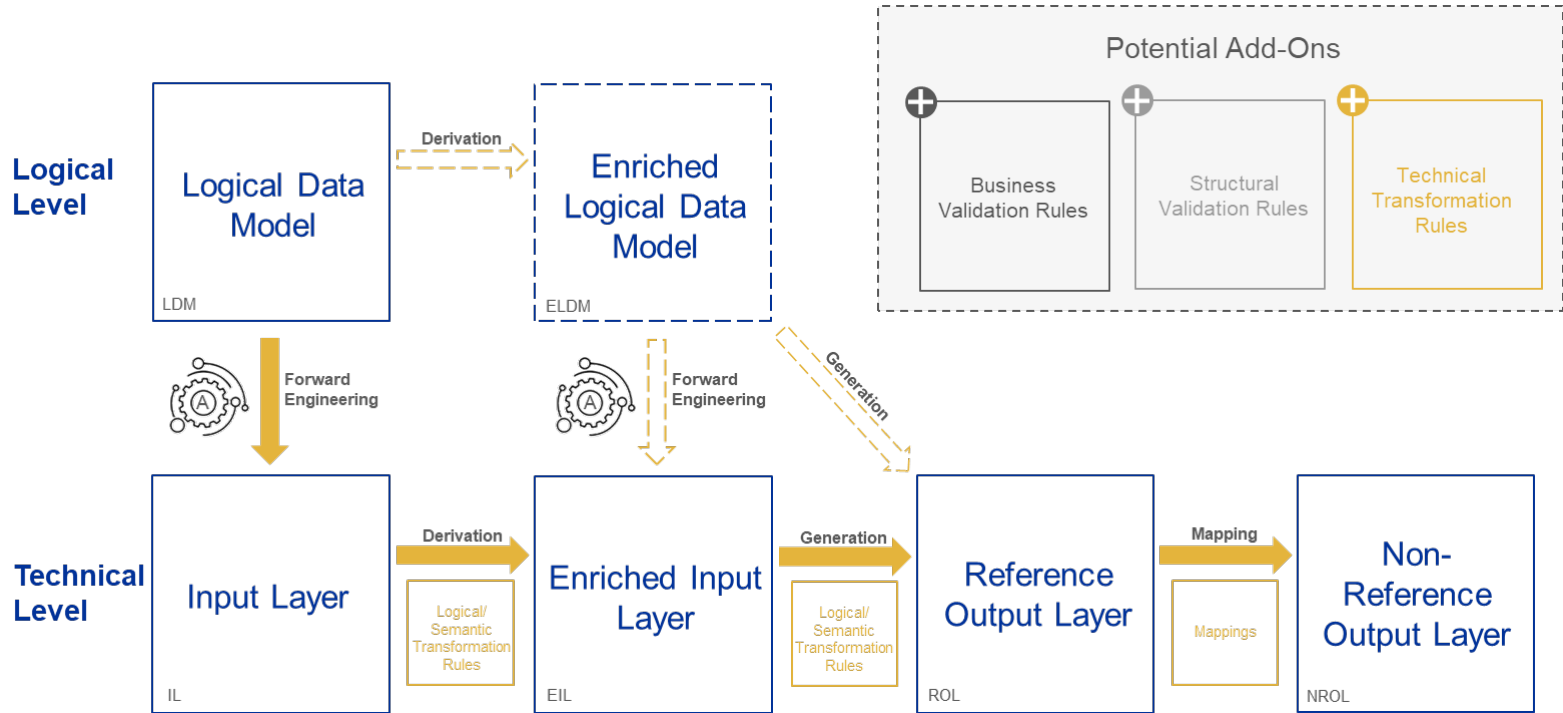 Potential Add-Ons
Business
Validation Rules
Structural
Validation Rules
Technical
Transformation
Rules
Logical
Level
Logical Data
Model
LDM
Derivation
Enriched
Logical Data
Model
ELDM
A
Forward
Engineering
A
Forward
Engineering
Generation
Technical
Level
Input Layer
IL
Derivation
Logical/
Semantic
Transformation
Rules
Enriched Input
Layer
EIL
Generation
Logical/
Semantic
Transformation
Rules
Reference
Output Layer
ROL
Mapping
Mappings
Non-
Reference
Output Layer
NROL